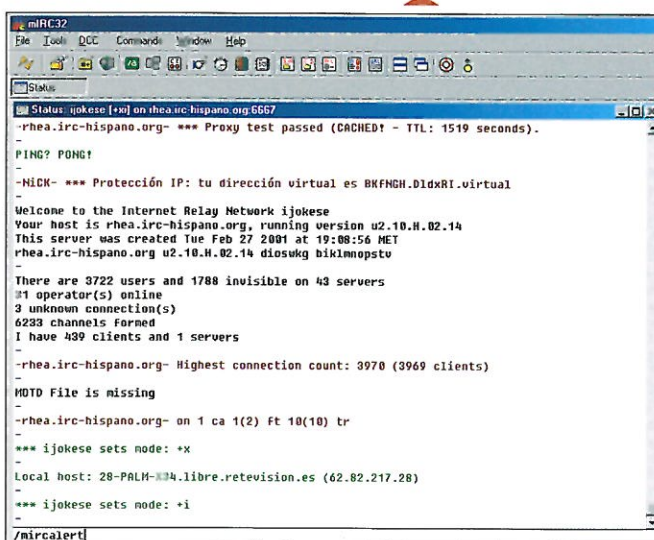 mIRC32
File Tools DCC Commands Window Help
Status
Status: ijokese [+xi] on rhea.irc-hispano.org:6667
-rhea.irc-hispano.org- *** Proxy test passed (CACHED! - TTL: 1519 seconds).
-
PING? PONG!
-
-NiCK- *** Protección IP: tu dirección virtual es BKFNGH.DldxRI.virtual
-
Welcome to the Internet Relay Network ijokese
Your host is rhea.irc-hispano.org, running version u2.10.H.02.14
This server was created Tue Feb 27 2001 at 19:08:56 MET
rhea.irc-hispano.org u2.10.H.02.14 dioswkg biklmnopstv
-
There are 3722 users and 1788 invisible on 43 servers
operator(s) online
3 unknown connection(s)
6233 channels formed
I have 439 clients and 1 servers
-
-rhea.irc-hispano.org- Highest connection count: 3970 (3969 clients)
-
MOTD File is missing
-
-rhea.irc-hispano.org- on 1 ca 1(2) ft 10(10) tr
-
*** ijokese sets mode: +x
-
Local host: (62.82.217.28)
-
*** ijokese sets mode: +i
-
/mircalert